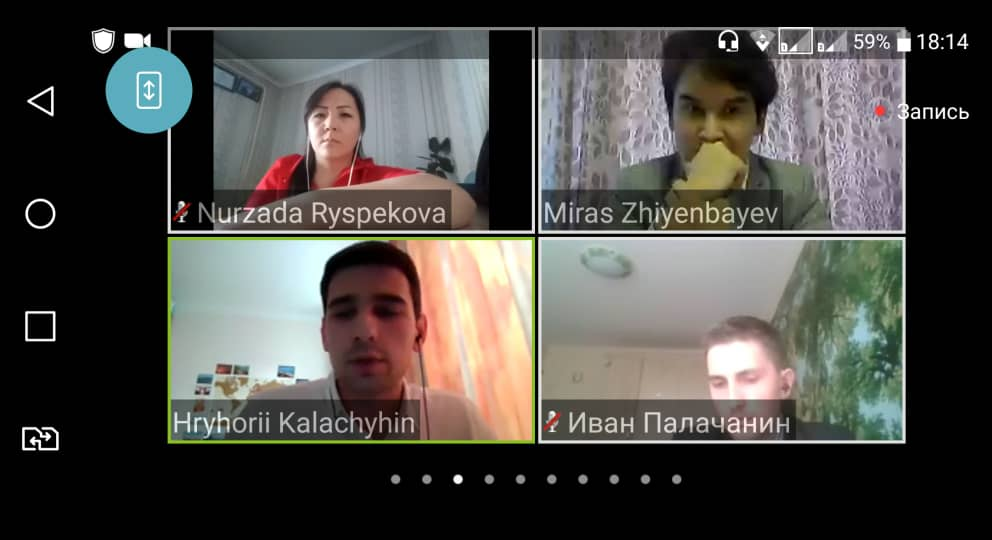 59% 18:14
Запись
Nurzada Ryspekova
Miras Zhiyenbayev
Hryhorii Kalachyhin
Иван Палачанин